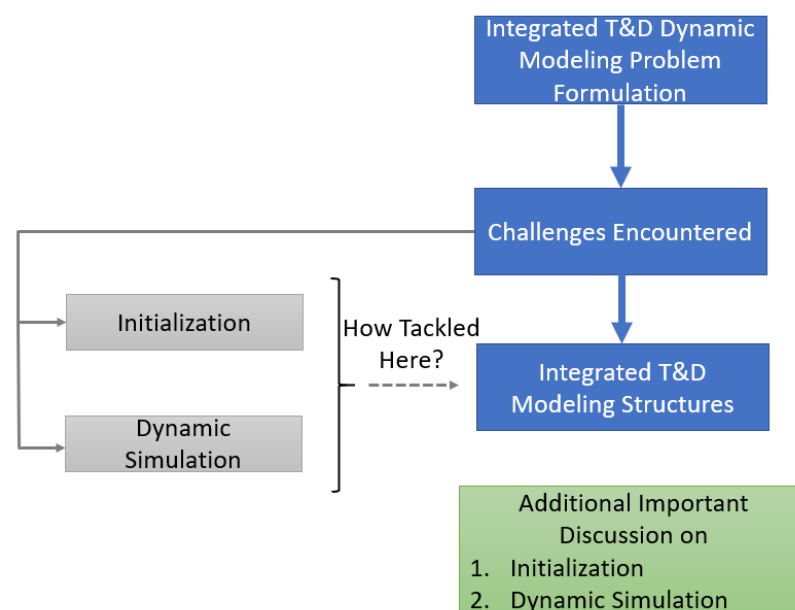 Integrated T&D Dynamic
Modeling Problem
Formulation
Challenges Encountered
Initialization
How Tackled
Here?
Integrated T&D
Modeling Structures
Dynamic
Simulation
Additional Important
Discussion on
1. Initialization
2. Dynamic Simulation